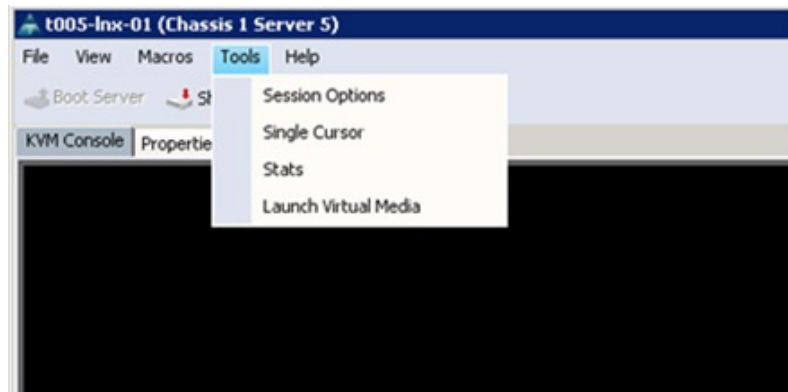 t005-lnx-01 (Chassis 1 Server 5)
File View Macros Tools Help
Boot Server
KVM Console
Session Options
Single Cursor
Stats
Launch Virtual Media